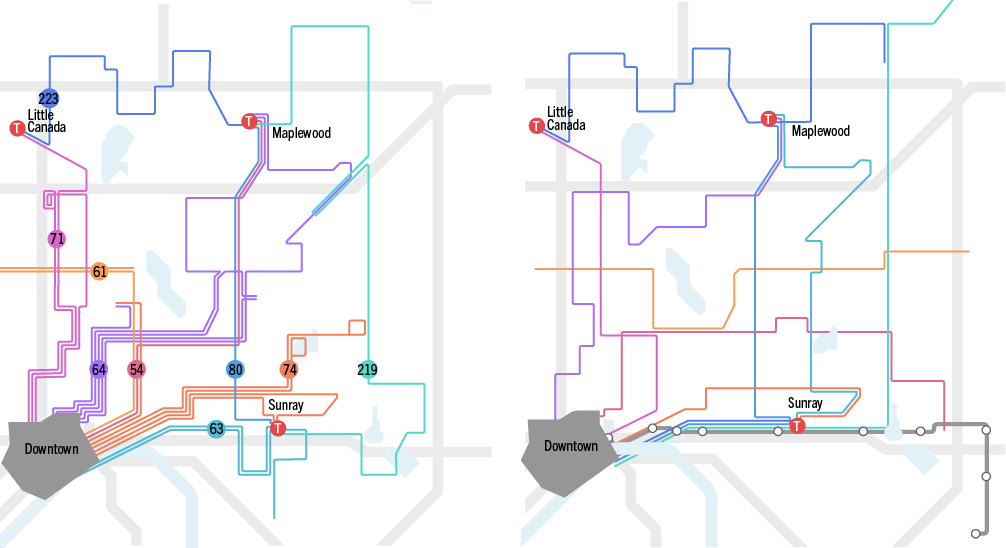 223
T
Little
Canada
T
Maplewood
71
61
64
54
80
74
219
Sunray
63
T
Downtown
T
Little
Canada
T
Maplewood
Sunray
T
Downtown